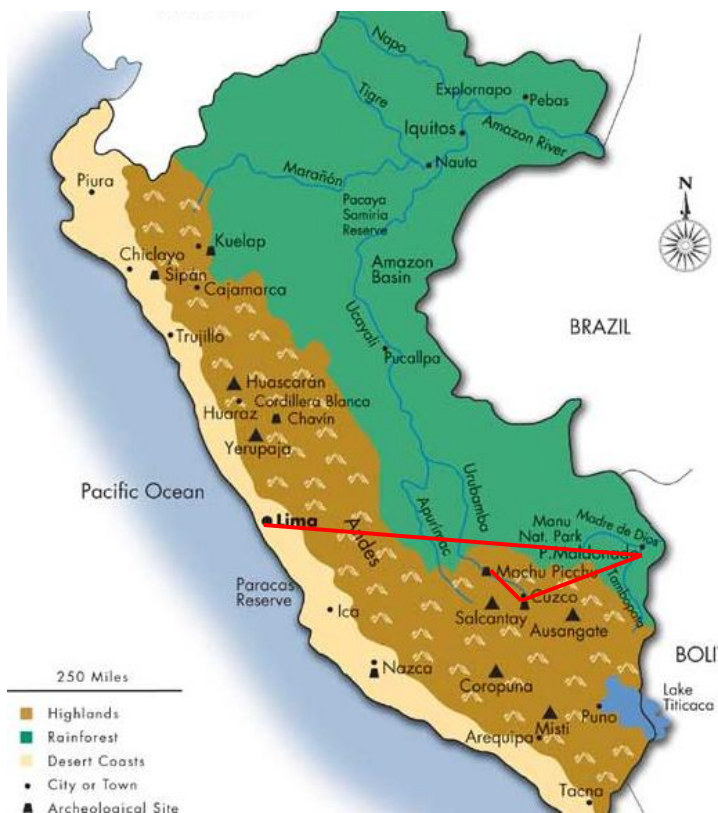 Napo
Explornapo
Pebas
Tigre
Iquitos
Amazon River
Nauta
Marañón
Piura
Pacaya
Samiria
Reserve
N
Kuelap
Chiclayo
Sipán
Cajamarca
Amazon
Basin
Trujillo
Ucayali
BRAZIL
Pucallpa
Huascarán
Cordillera Blanca
Huaraz
Chavin
Yerupaja
Pacific Ocean
Urubamba
Apurímac
Lima
Andes
Manu
Nat. Park
Madre de Dios
P. Maldonado
Machu Picchu
Tambopata
Paracas
Reserve
Ica
Cuzco
Salcantay
Ausangate
Nazca
BOLI
250 Miles
Coropuna
Lake
Titicaca
Highlands
Puno
Misti
Rainforest
Arequipa
Desert Coasts
City or Town
Tacna
Archeological Site